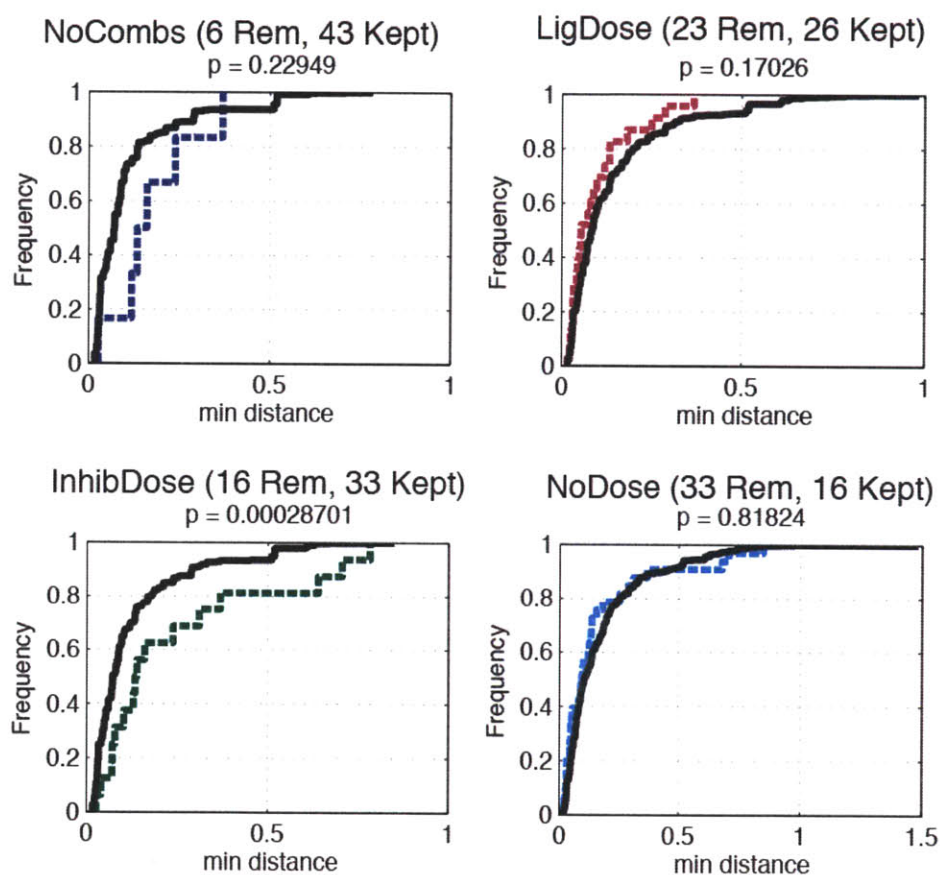 NoCombs (6 Rem, 43 Kept)
p = 0.22949
1
0.8
0.6
0.4
0.2
0
Frequency
0
0.5
1
min distance
LigDose (23 Rem, 26 Kept)
p = 0.17026
1
0.8
0.6
0.4
0.2
0
Frequency
0
0.5
1
min distance
InhibDose (16 Rem, 33 Kept)
p = 0.00028701
1
0.8
0.6
0.4
0.2
0
Frequency
0
0.5
1
min distance
NoDose (33 Rem, 16 Kept)
p = 0.81824
1
0.8
0.6
0.4
0.2
0
Frequency
0
0.5
1
1.5
min distance